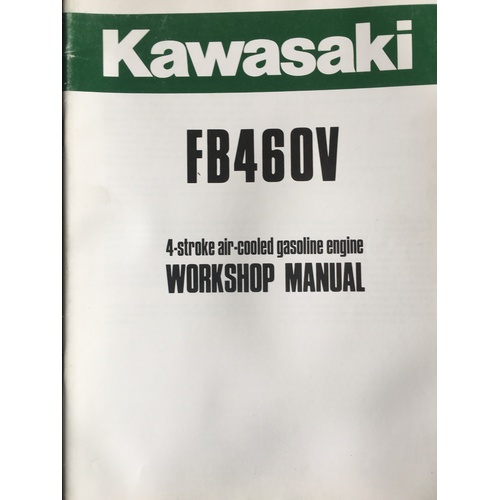 Kawasaki
FB460V
4-stroke air-cooled gasoline engine
WORKSHOP MANUAL